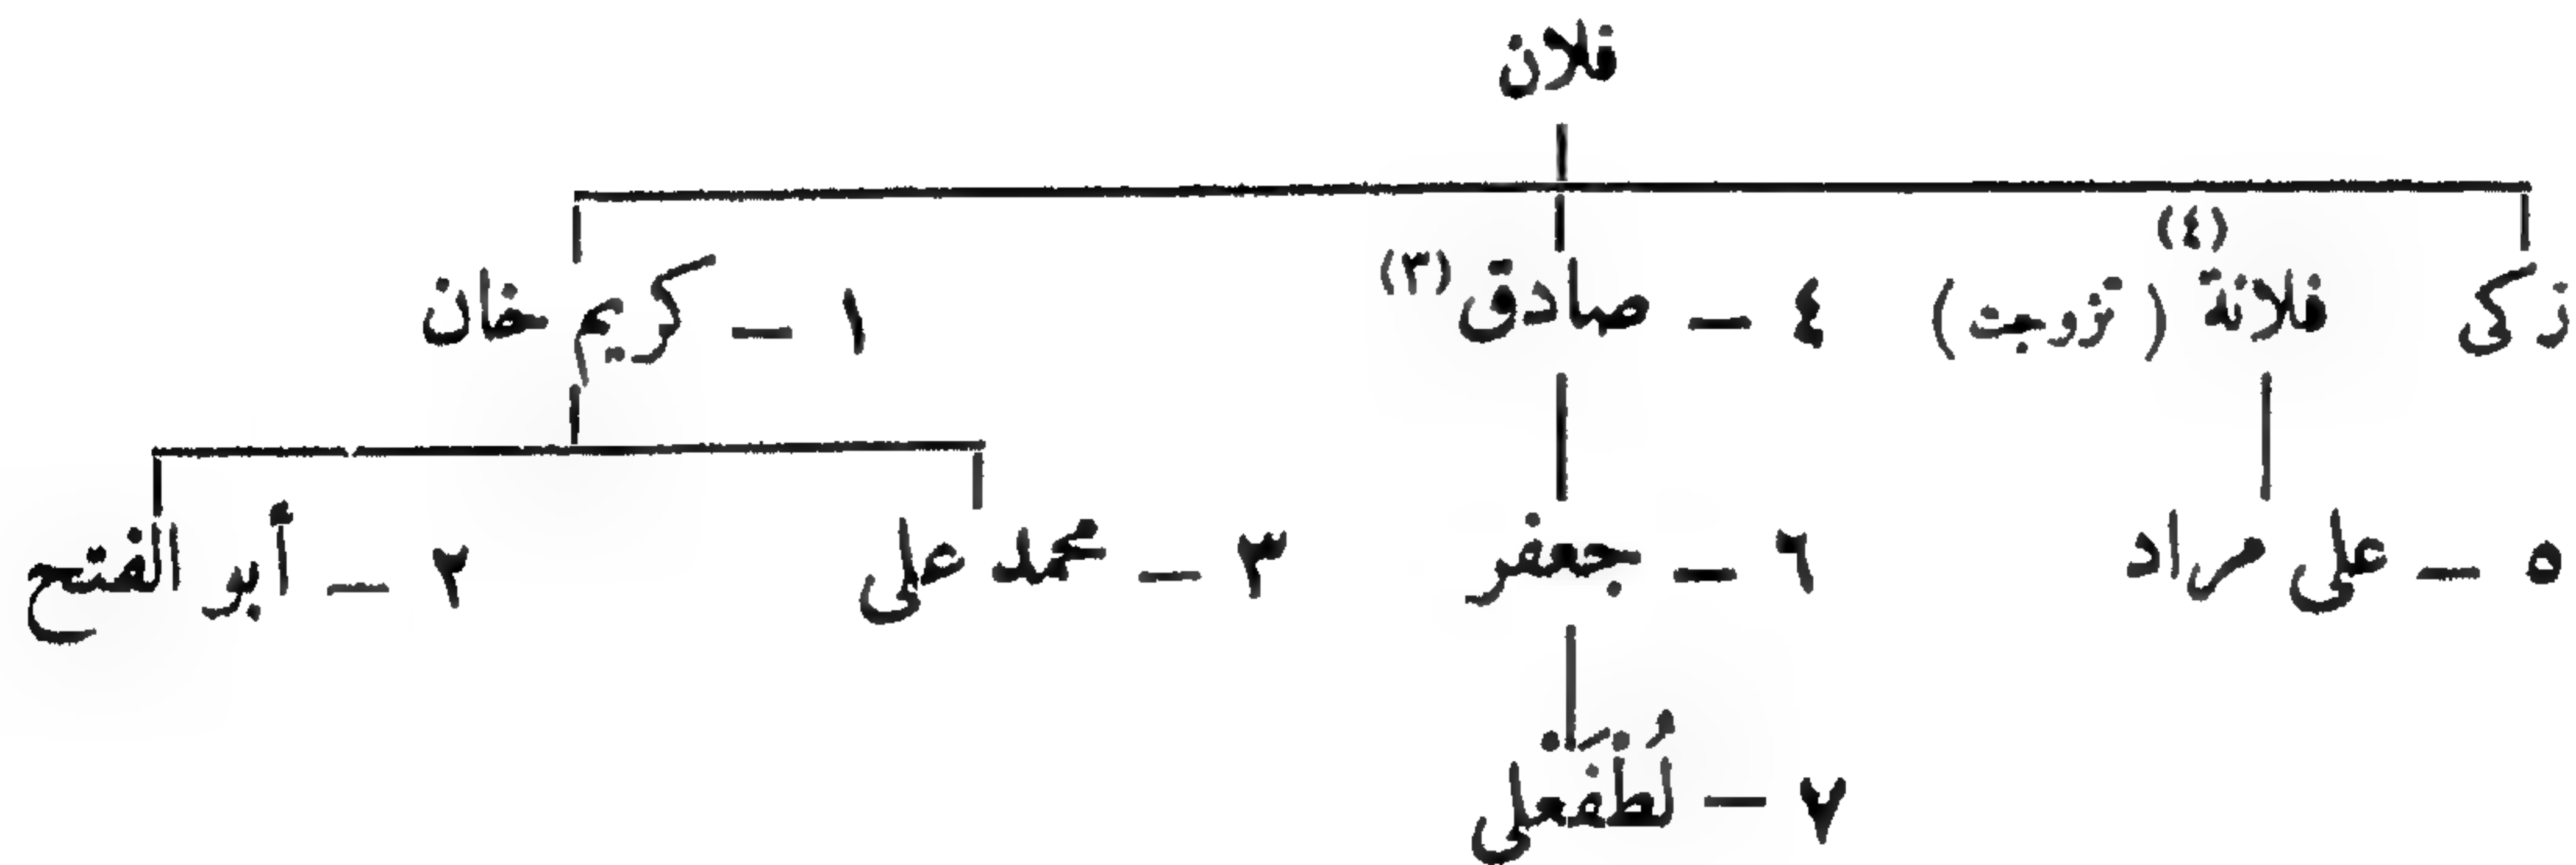 فلان
زكى فلانة (٤) (تزوجت) ٤ — صادق (٣) ١ — كريم خان
٥ — على مراد ٦ — جعفر ٣ — محمد على ٢ — أبو الفتح
٧ — لُطْفَعْلى